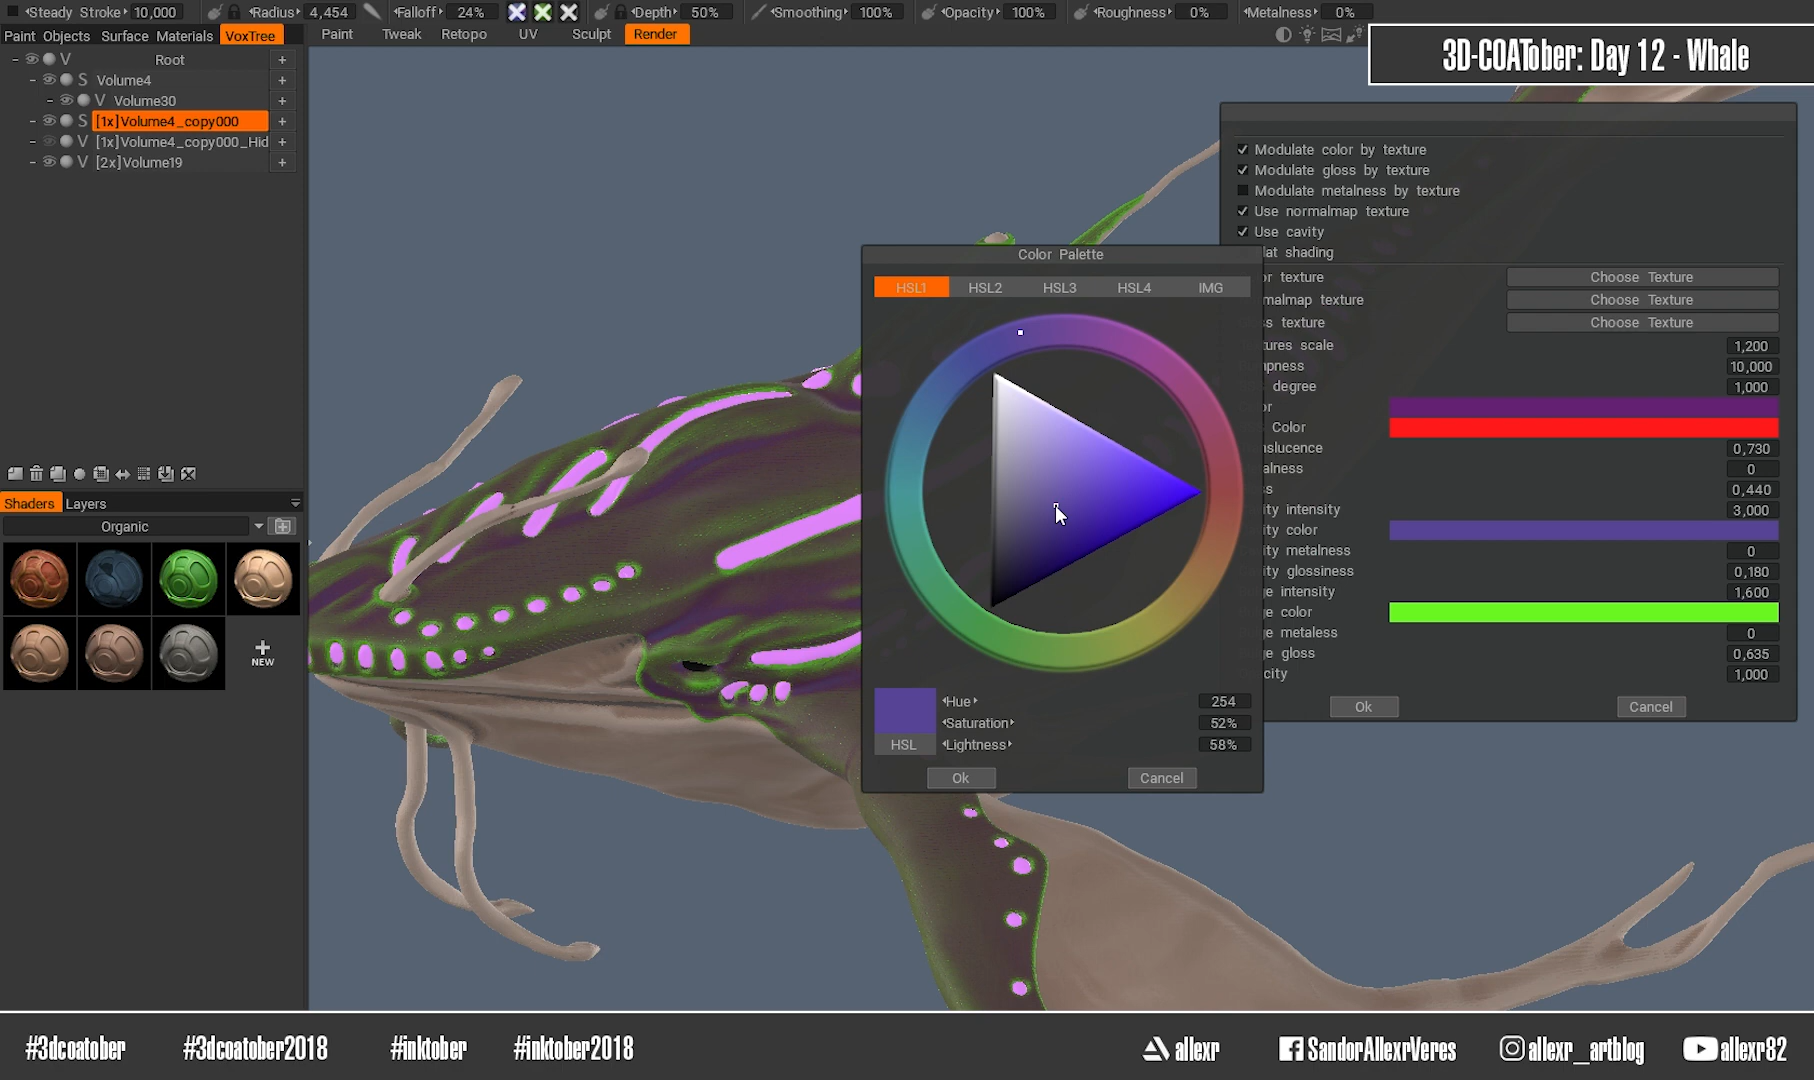 Steady Stroke 10,000 Radius 4,454 Falloff 24% Depth 50% Smoothing 100% Opacity 100% Roughness 0% Metalness 0%
Paint Objects Surface Materials VoxTree
Paint Tweak Retopo UV Sculpt Render
3D-COATober: Day 12 - Whale
V Root +
S Volume4 +
V Volume30 +
S [1x]Volume4_copy000 +
V [1x]Volume4_copy000_Hid +
V [2x]Volume19 +
Modulate color by texture
Modulate gloss by texture
Modulate metalness by texture
Use normalmap texture
Use cavity
lat shading
r texture Choose Texture
malmap texture Choose Texture
s texture Choose Texture
ures scale 1,200
mpness 10,000
degree 1,000
r
Color
nslucence 0,730
alness 0
s 0,440
ity intensity 3,000
ity color
ity metalness 0
ity glossiness 0,180
e intensity 1,600
e color
ge metaless 0
ge gloss 0,635
city 1,000
Ok Cancel
Color Palette
HSL1 HSL2 HSL3 HSL4 IMG
Hue 254
Saturation 52%
HSL Lightness 58%
Ok Cancel
Shaders Layers
Organic
+
NEW
#3dcoatober #3dcoatober2018 #inktober #inktober2018 allexr SandorAllexrVeres allexr_artblog allexr82